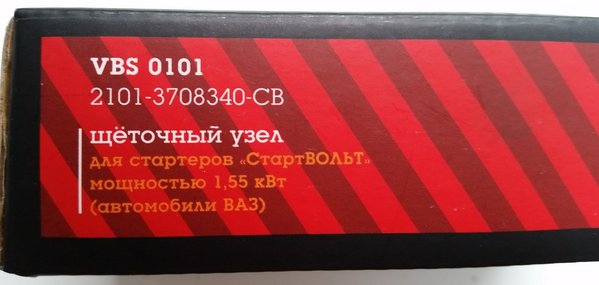 VBS 0101
2101-3708340-СВ
щёточный узел
для стартеров «СтартВОЛЬТ»
мощностью 1,55 кВт
(автомобили ВАЗ)